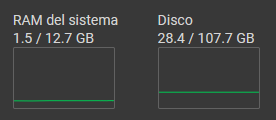 RAM del sistema
1.5 / 12.7 GB
Disco
28.4 / 107.7 GB